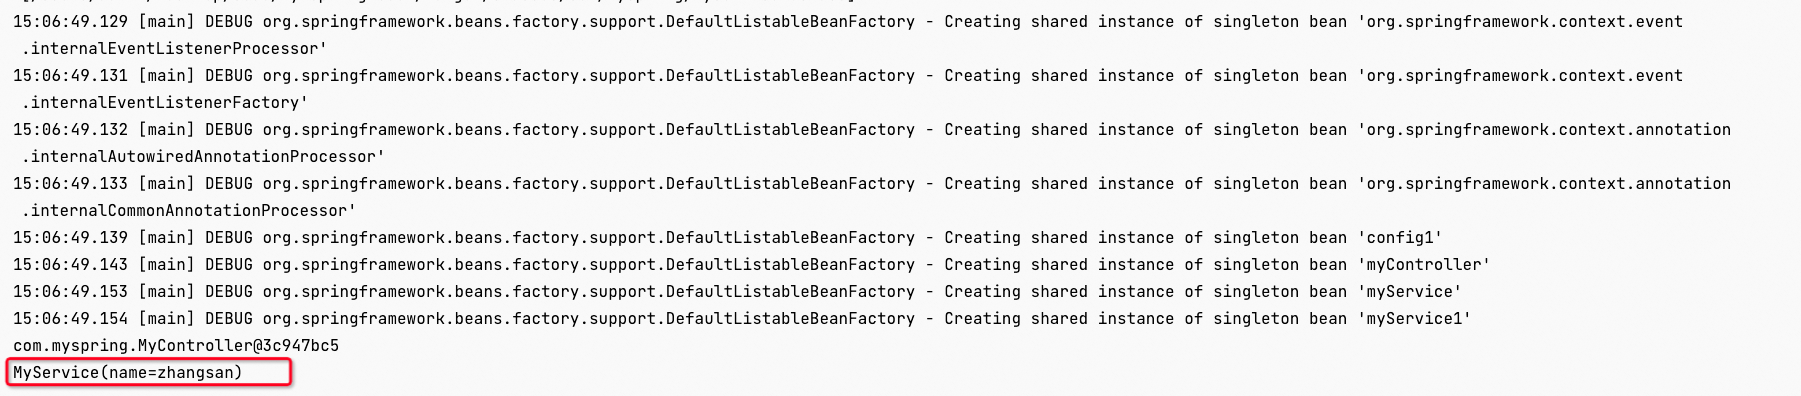 15:06:49.129 [main] DEBUG org.springframework.beans.factory.support.DefaultListableBeanFactory - Creating shared instance of singleton bean 'org.springframework.context.event
.internalEventListenerProcessor'
15:06:49.131 [main] DEBUG org.springframework.beans.factory.support.DefaultListableBeanFactory - Creating shared instance of singleton bean 'org.springframework.context.event
.internalEventListenerFactory'
15:06:49.132 [main] DEBUG org.springframework.beans.factory.support.DefaultListableBeanFactory - Creating shared instance of singleton bean 'org.springframework.context.annotation
.internalAutowiredAnnotationProcessor'
15:06:49.133 [main] DEBUG org.springframework.beans.factory.support.DefaultListableBeanFactory - Creating shared instance of singleton bean 'org.springframework.context.annotation
.internalCommonAnnotationProcessor'
15:06:49.139 [main] DEBUG org.springframework.beans.factory.support.DefaultListableBeanFactory - Creating shared instance of singleton bean 'config1'
15:06:49.143 [main] DEBUG org.springframework.beans.factory.support.DefaultListableBeanFactory - Creating shared instance of singleton bean 'myController'
15:06:49.153 [main] DEBUG org.springframework.beans.factory.support.DefaultListableBeanFactory - Creating shared instance of singleton bean 'myService'
15:06:49.154 [main] DEBUG org.springframework.beans.factory.support.DefaultListableBeanFactory - Creating shared instance of singleton bean 'myService1'
com.myspring.MyController@3c947bc5
MyService(name=zhangsan)